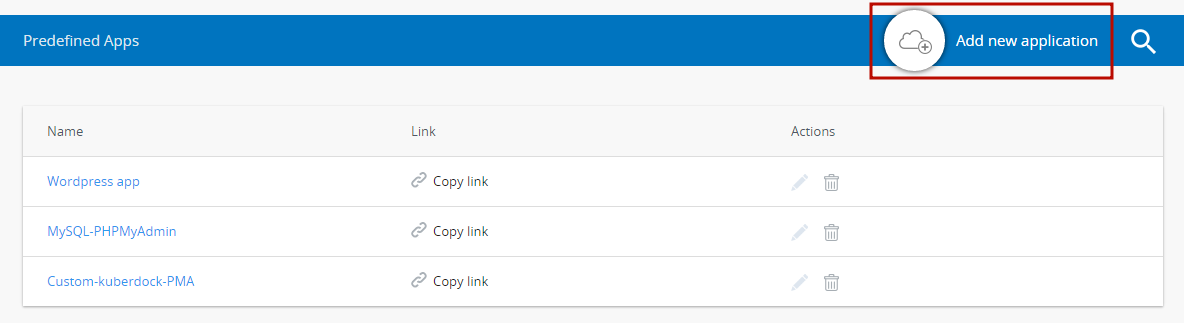 Predefined Apps
Add new application
Name Link Actions
Wordpress app Copy link
MySQL-PHPMyAdmin Copy link
Custom-kuberdock-PMA Copy link